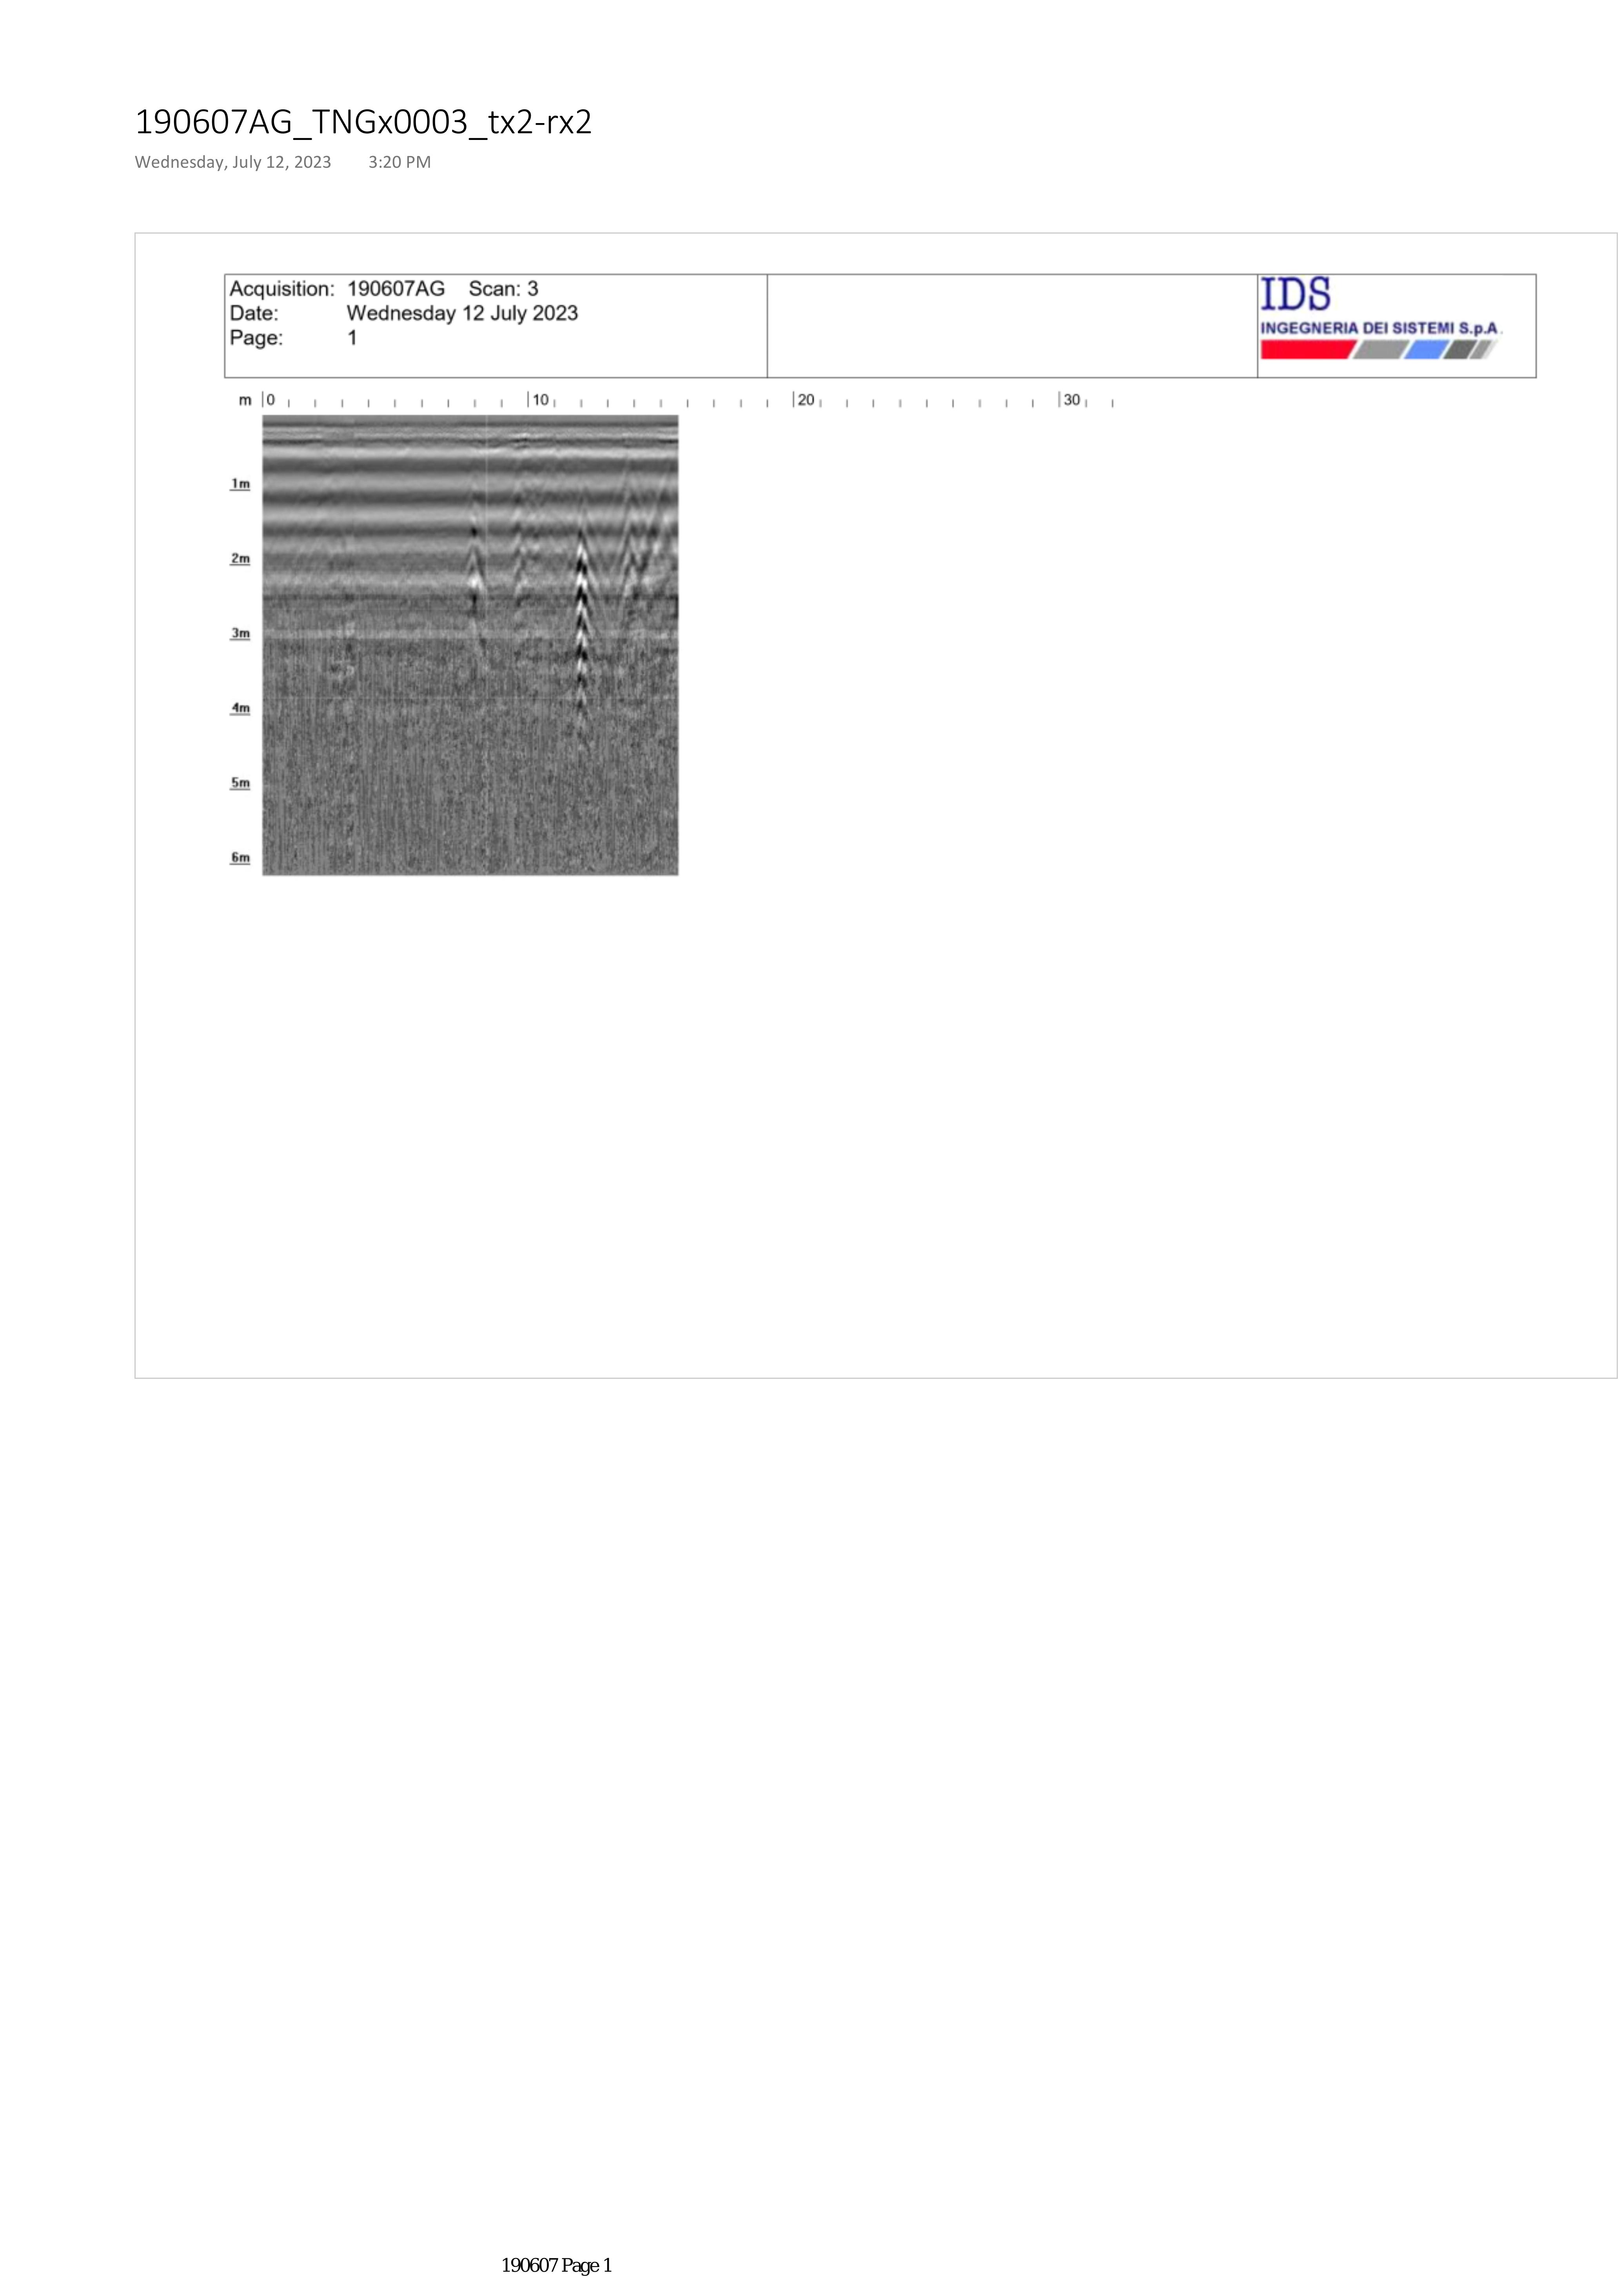 190607AG_TNGx0003_tx2-rx2
Wednesday, July 12, 2023 3:20 PM
Acquisition: 190607AG Scan: 3
Date: Wednesday 12 July 2023
Page: 1
IDS
INGEGNERIA DEI SISTEMI S.p.A.
m 0 10 20 30
1m
2m
3m
4m
5m
6m
190607 Page 1